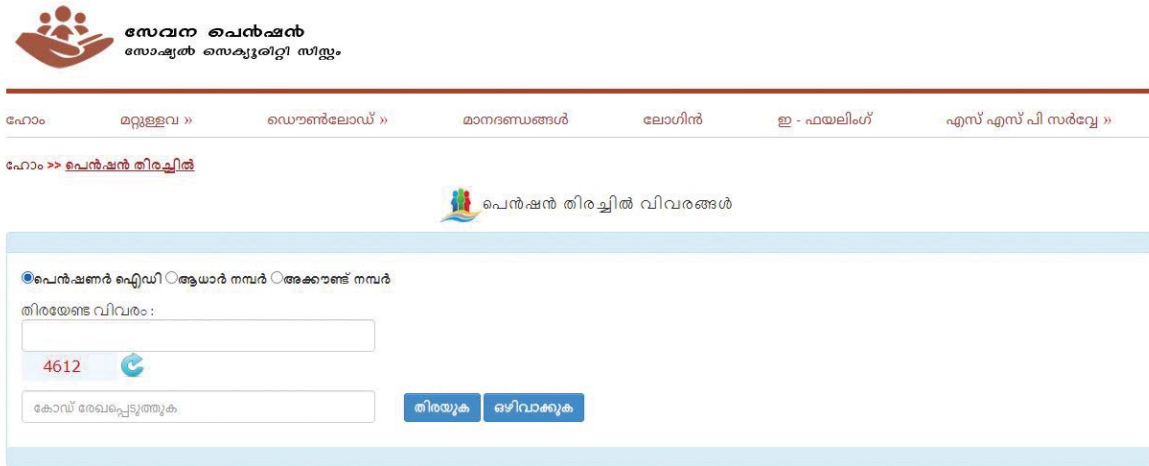 സേവന പെൻഷൻ
സോഷ്യൽ സെക്യൂരിറ്റി സിസ്റ്റം
ഹോം മറ്റുള്ളവ » ഡൌൺലോഡ് » മാനദണ്ഡങ്ങൾ ലോഗിൻ ഇ - ഫയലിംഗ് എസ് എസ് പി സർവ്വേ »
ഹോം >> പെൻഷൻ തിരച്ചിൽ
പെൻഷൻ തിരച്ചിൽ വിവരങ്ങൾ
പെൻഷണർ ഐഡി ആധാർ നമ്പർ അക്കൗണ്ട് നമ്പർ
തിരയേണ്ട വിവരം :
4612
കോഡ് രേഖപ്പെടുത്തുക തിരയുക ഒഴിവാക്കുക